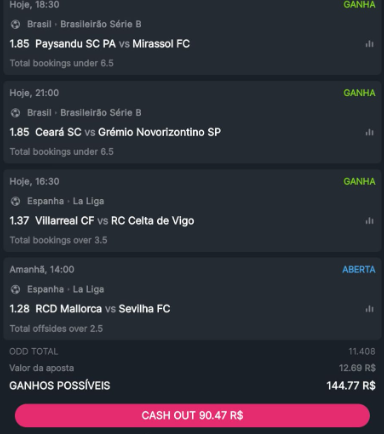 Hoje, 18:30 GANHA
Brasil · Brasileirão Série B
1.85 Paysandu SC PA vs Mirassol FC
Total bookings under 6.5
Hoje, 21:00 GANHA
Brasil · Brasileirão Série B
1.85 Ceará SC vs Grémio Novorizontino SP
Total bookings under 6.5
Hoje, 16:30 GANHA
Espanha · La Liga
1.37 Villarreal CF vs RC Celta de Vigo
Total bookings over 3.5
Amanhã, 14:00 ABERTA
Espanha · La Liga
1.28 RCD Mallorca vs Sevilha FC
Total offsides over 2.5
ODD TOTAL 11.408
Valor da aposta 12.69 R$
GANHOS POSSÍVEIS 144.77 R$
CASH OUT 90.47 R$